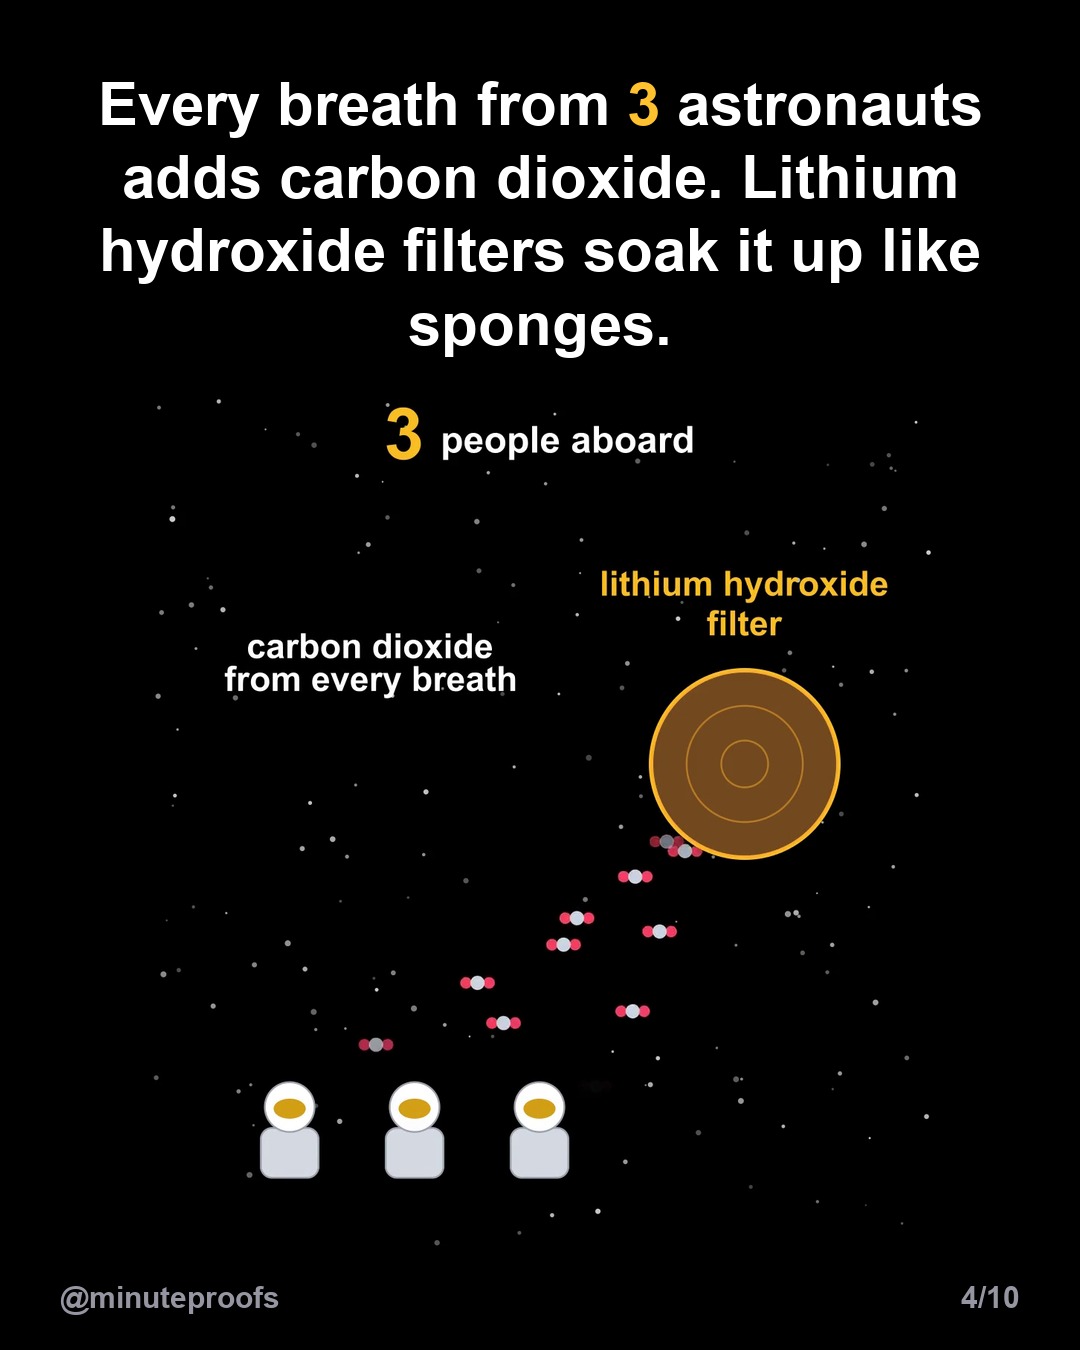 Every breath from 3 astronauts
adds carbon dioxide. Lithium
hydroxide filters soak it up like
sponges.
3 people aboard
lithium hydroxide
filter
carbon dioxide
from every breath
@minuteproofs
4/10